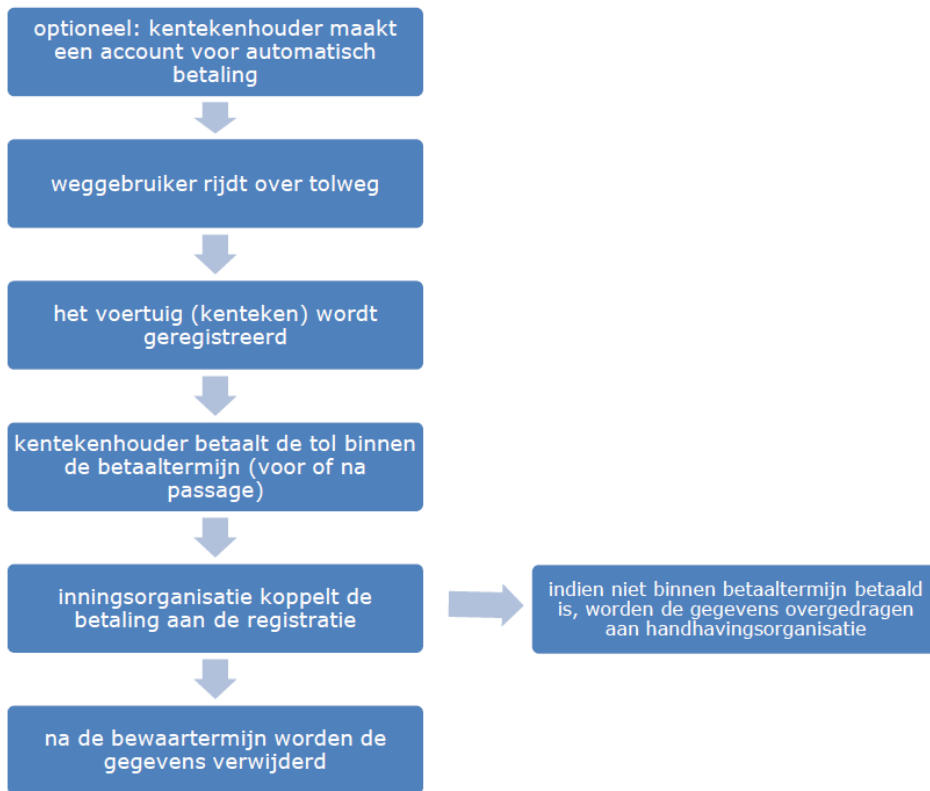 optioneel: kentekenhouder maakt
een account voor automatisch
betaling
weggebruiker rijdt over tolweg
het voertuig (kenteken) wordt
geregistreerd
kentekenhouder betaalt de tol binnen
de betaaltermijn (voor of na
passage)
inningsorganisatie koppelt de
betaling aan de registratie
indien niet binnen betaaltermijn betaald
is, worden de gegevens overgedragen
aan handhavingsorganisatie
na de bewaartermijn worden de
gegevens verwijderd